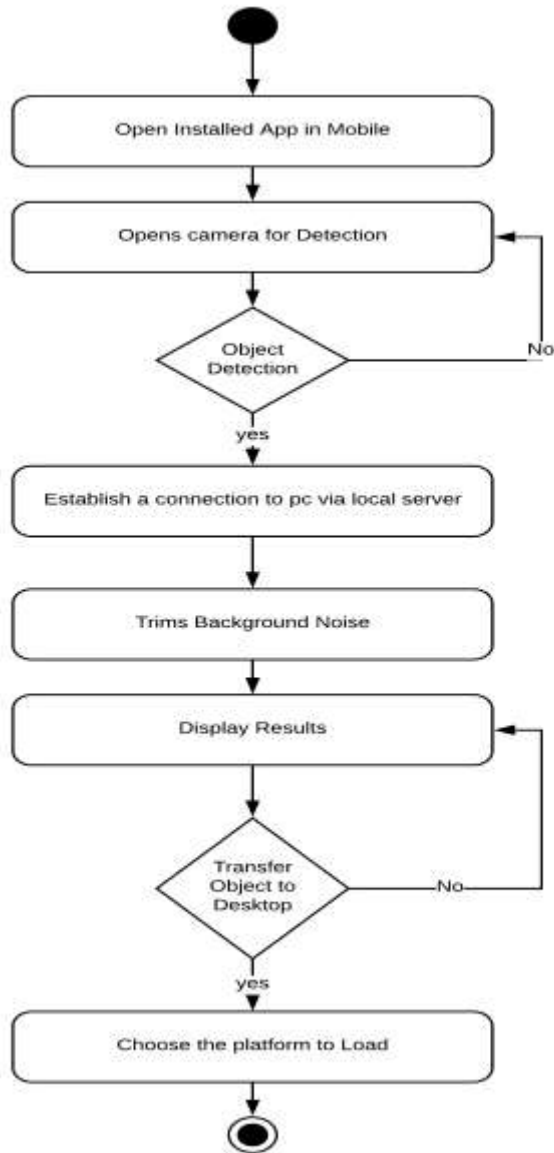 Open Installed App in Mobile
Opens camera for Detection
Object
Detection
No
yes
Establish a connection to pc via local server
Trims Background Noise
Display Results
Transfer
Object to
Desktop
No
yes
Choose the platform to Load